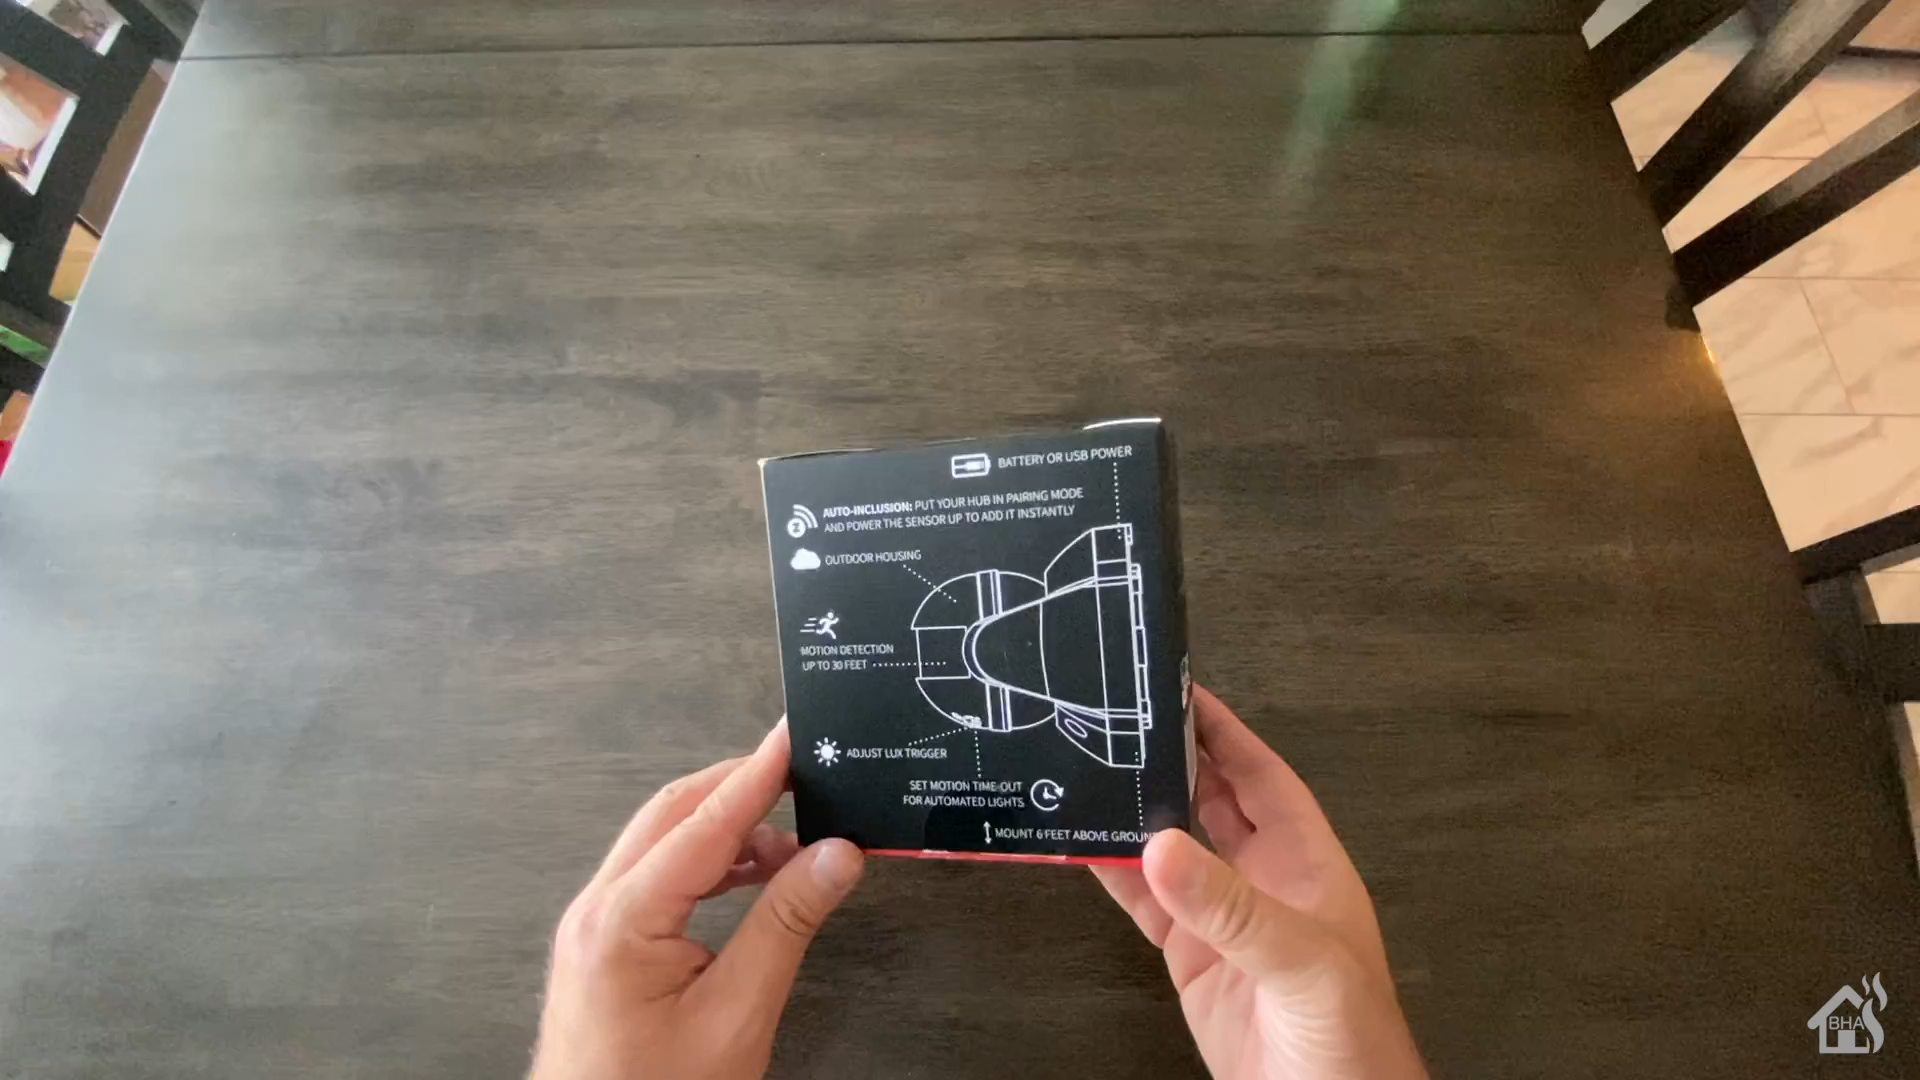 BATTERY OR USB POWER
AUTO-INCLUSION: PUT YOUR HUB IN PAIRING MODE
AND POWER THE SENSOR UP TO ADD IT INSTANTLY
OUTDOOR HOUSING
MOTION DETECTION
UP TO 30 FEET
ADJUST LUX TRIGGER
SET MOTION TIME-OUT
FOR AUTOMATED LIGHTS
MOUNT 6 FEET ABOVE GROUN
BHA